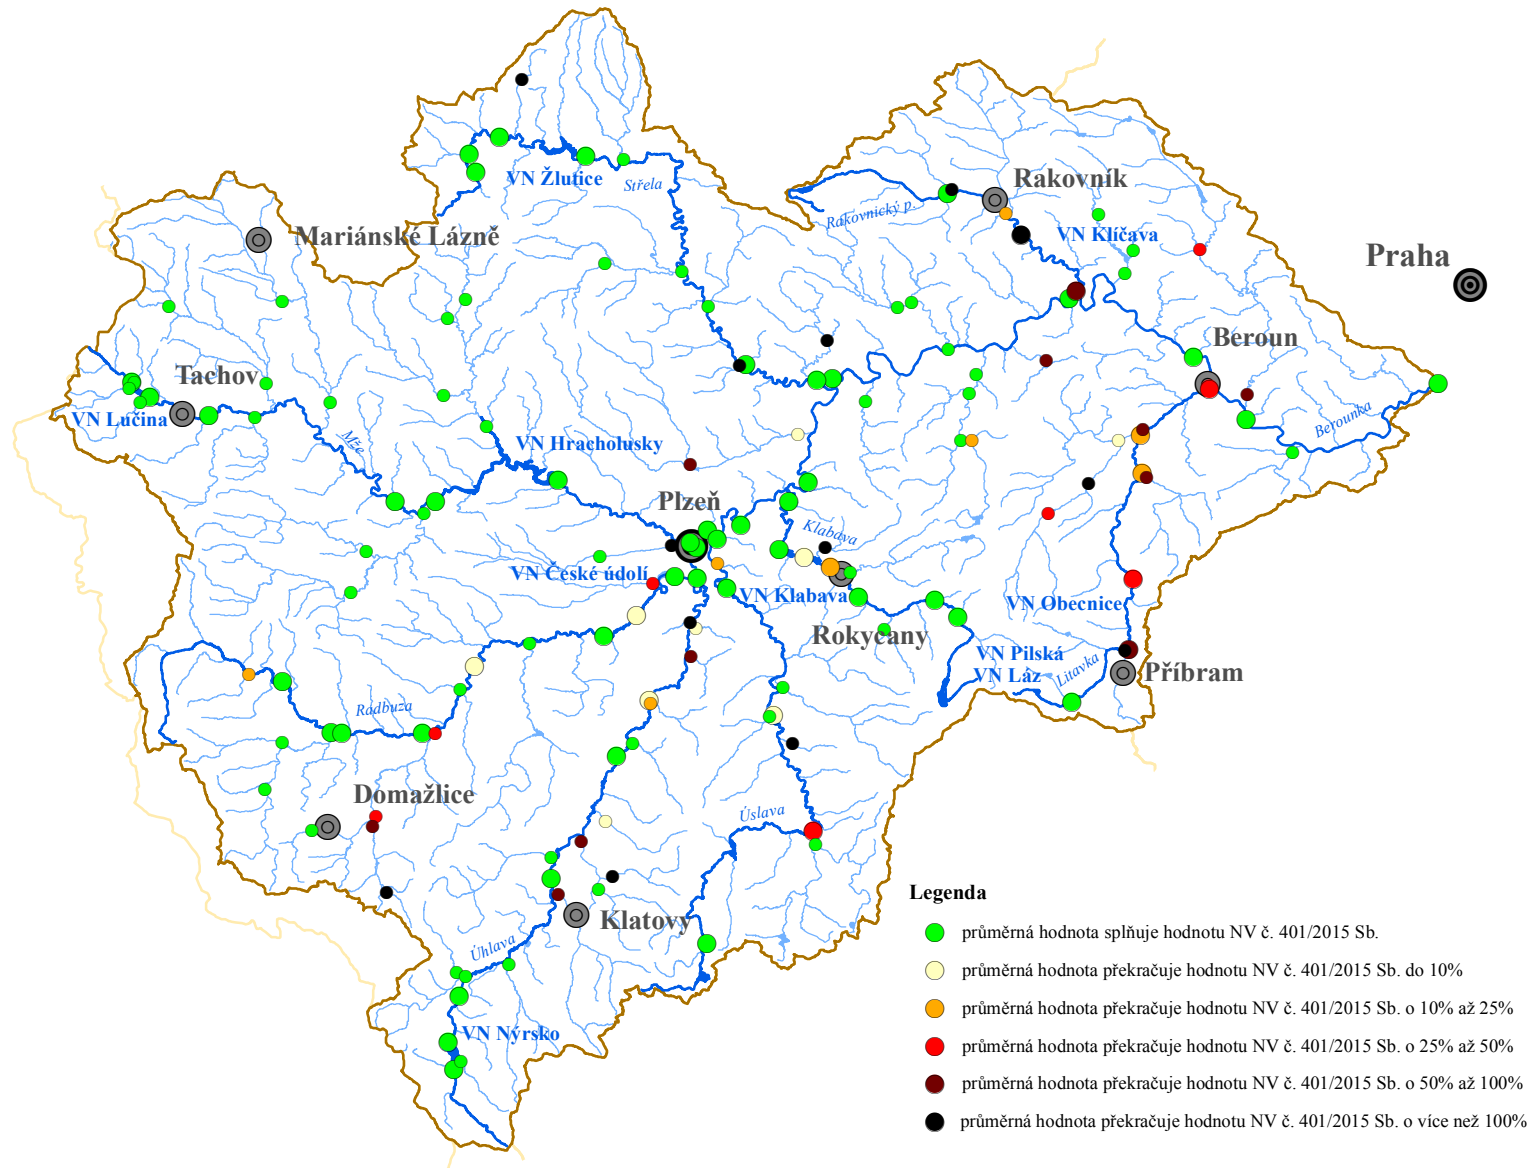 VN Žlutice
Střela
Rakovník
Rakovnický p.
Mariánské Lázně
VN Klíčava
Praha
Beroun
Tachov
VN Lučina
Berounka
Mže
VN Hracholusky
Plzeň
Klabava
VN České údolí
VN Klabava
VN Obecnice
Rokycany
VN Pilská
VN Láz
Litavka
Příbram
Radbuza
Domažlice
Úslava
Klatovy
Úhlava
VN Nýrsko
Legenda
průměrná hodnota splňuje hodnotu NV č. 401/2015 Sb.
průměrná hodnota překračuje hodnotu NV č. 401/2015 Sb. do 10%
průměrná hodnota překračuje hodnotu NV č. 401/2015 Sb. o 10% až 25%
průměrná hodnota překračuje hodnotu NV č. 401/2015 Sb. o 25% až 50%
průměrná hodnota překračuje hodnotu NV č. 401/2015 Sb. o 50% až 100%
průměrná hodnota překračuje hodnotu NV č. 401/2015 Sb. o více než 100%